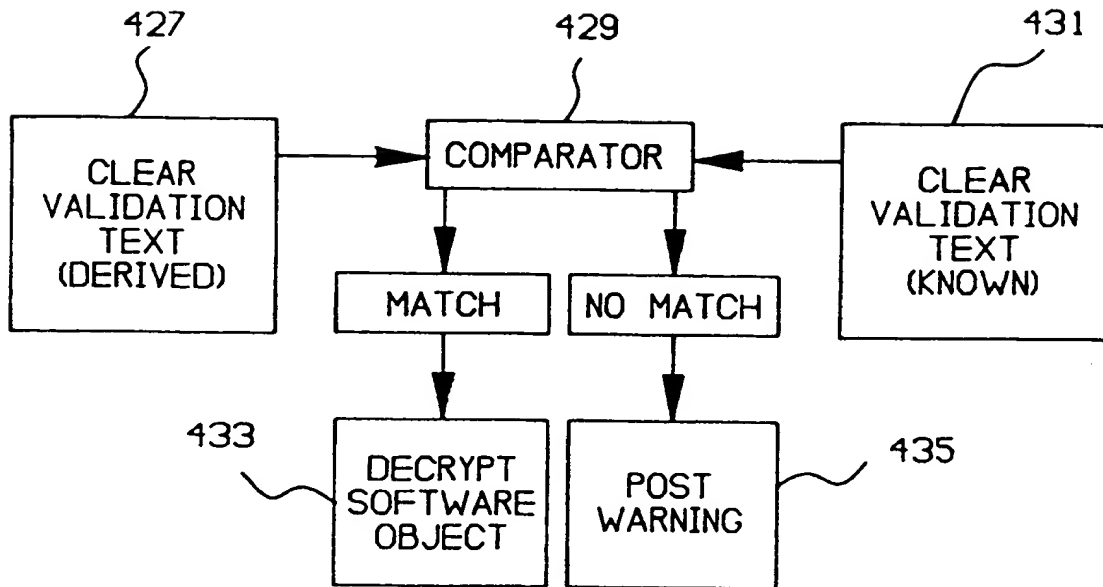 427
429
431
CLEAR
VALIDATION
TEXT
(DERIVED)
COMPARATOR
CLEAR
VALIDATION
TEXT
(KNOWN)
MATCH
NO MATCH
433
DECRYPT
SOFTWARE
OBJECT
POST
WARNING
435